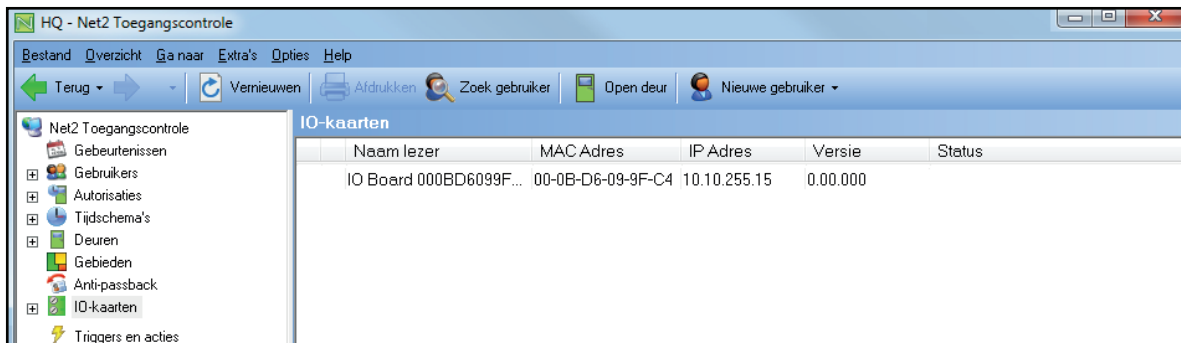 HQ - Net2 Toegangscontrole
Bestand Overzicht Ga naar Extra's Opties Help
Terug Vernieuwen Afdrukken Zoek gebruiker Open deur Nieuwe gebruiker
Net2 Toegangscontrole
Gebeurtenissen
Gebruikers
Autorisaties
Tijdschema's
Deuren
Gebieden
Anti-passback
IO-kaarten
Triggers en acties
IO-kaarten
Naam lezer MAC Adres IP Adres Versie Status
IO Board 000BD6099F... 00-0B-D6-09-9F-C4 10.10.255.15 0.00.000